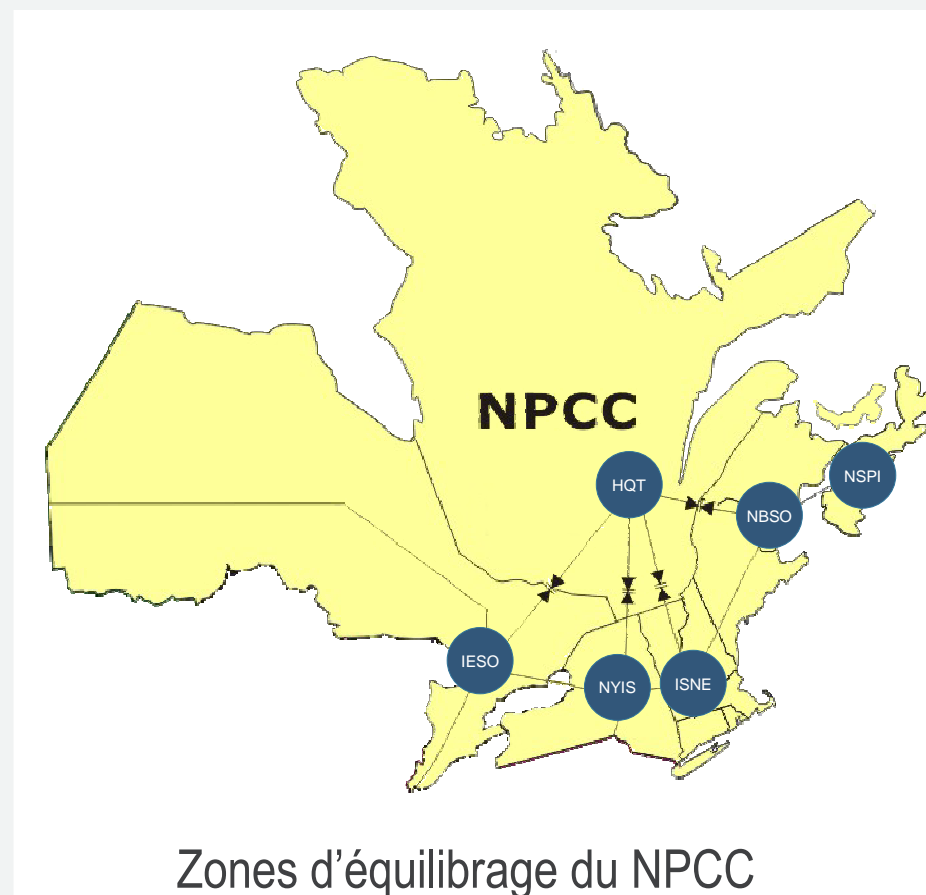 NPCC
HQT
NSPI
NBSO
IESO
NYIS
ISNE
Zones d'équilibrage du NPCC